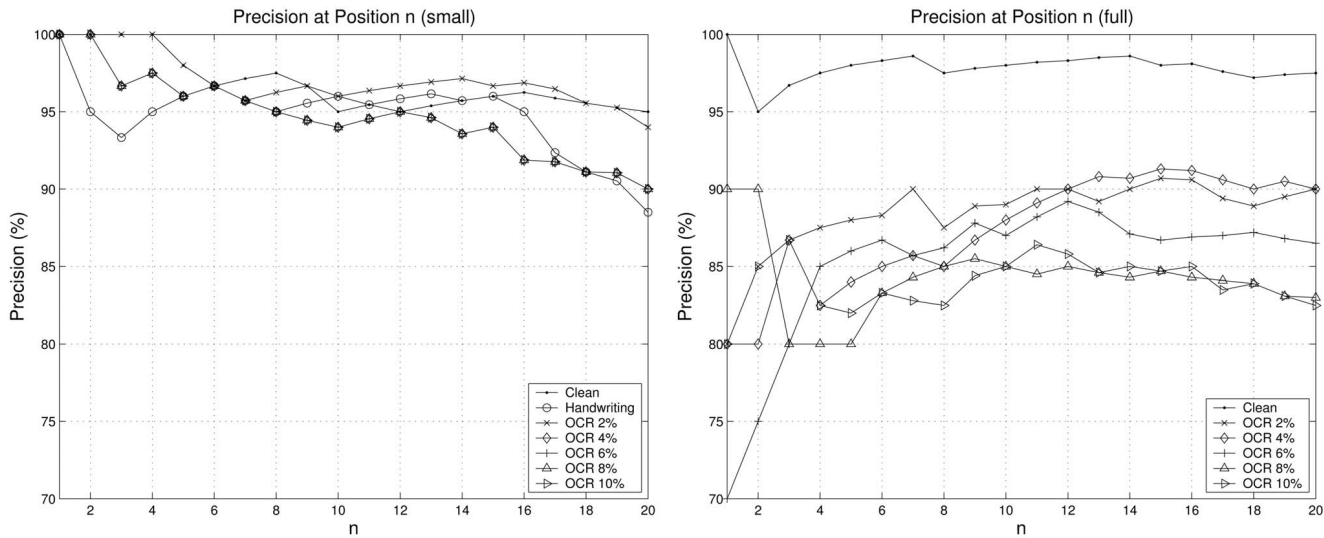 Precision at Position n (small)
100
95
90
85
80
75
70
Precision (%)
2 4 6 8 10 12 14 16 18 20
n
Clean
Handwriting
OCR 2%
OCR 4%
OCR 6%
OCR 8%
OCR 10%
Precision at Position n (full)
100
95
90
85
80
75
70
Precision (%)
2 4 6 8 10 12 14 16 18 20
n
Clean
OCR 2%
OCR 4%
OCR 6%
OCR 8%
OCR 10%